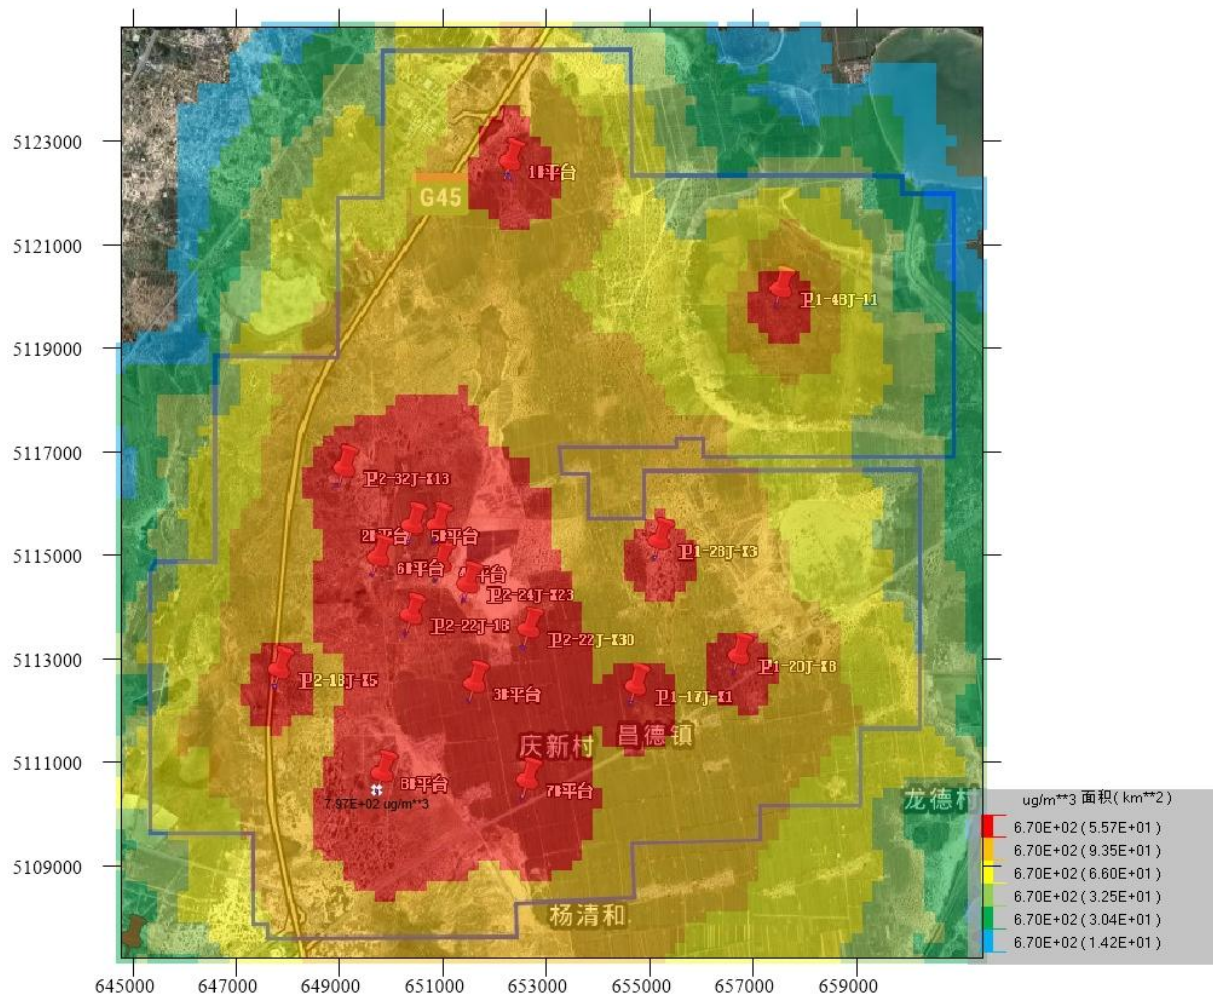 5123000
1#平台
G45
5121000
卫1-48J-11
5119000
5117000
卫2-32J-X13
2#平台
5#平台
5115000
卫1-28J-X3
6#平台
平台
卫2-24J-X23
卫2-22J-18
卫2-22J-X30
5113000
卫1-20J-X8
卫2-18J-X5
3#平台
卫1-17J-X1
昌德镇
庆新村
5111000
8#平台
7#平台
7.97E+02 ug/m**3
龙德村
ug/m**3 面积( km**2)
6.70E+02 ( 5.57E+01 )
6.70E+02 ( 9.35E+01 )
6.70E+02 ( 6.60E+01 )
6.70E+02 ( 3.25E+01 )
6.70E+02 ( 3.04E+01 )
6.70E+02 ( 1.42E+01 )
5109000
杨清和
645000 647000 649000 651000 653000 655000 657000 659000